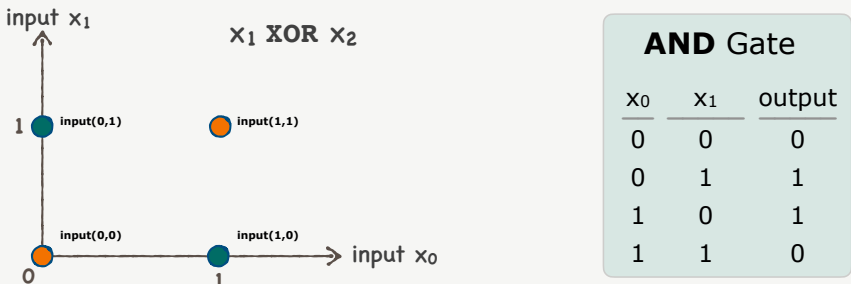 input x₁
x₁ XOR x₂
1
input(0,1)
input(1,1)
input(0,0)
input(1,0)
input x₀
0
1
AND Gate
x₀ x₁ output
0 0 0
0 1 1
1 0 1
1 1 0